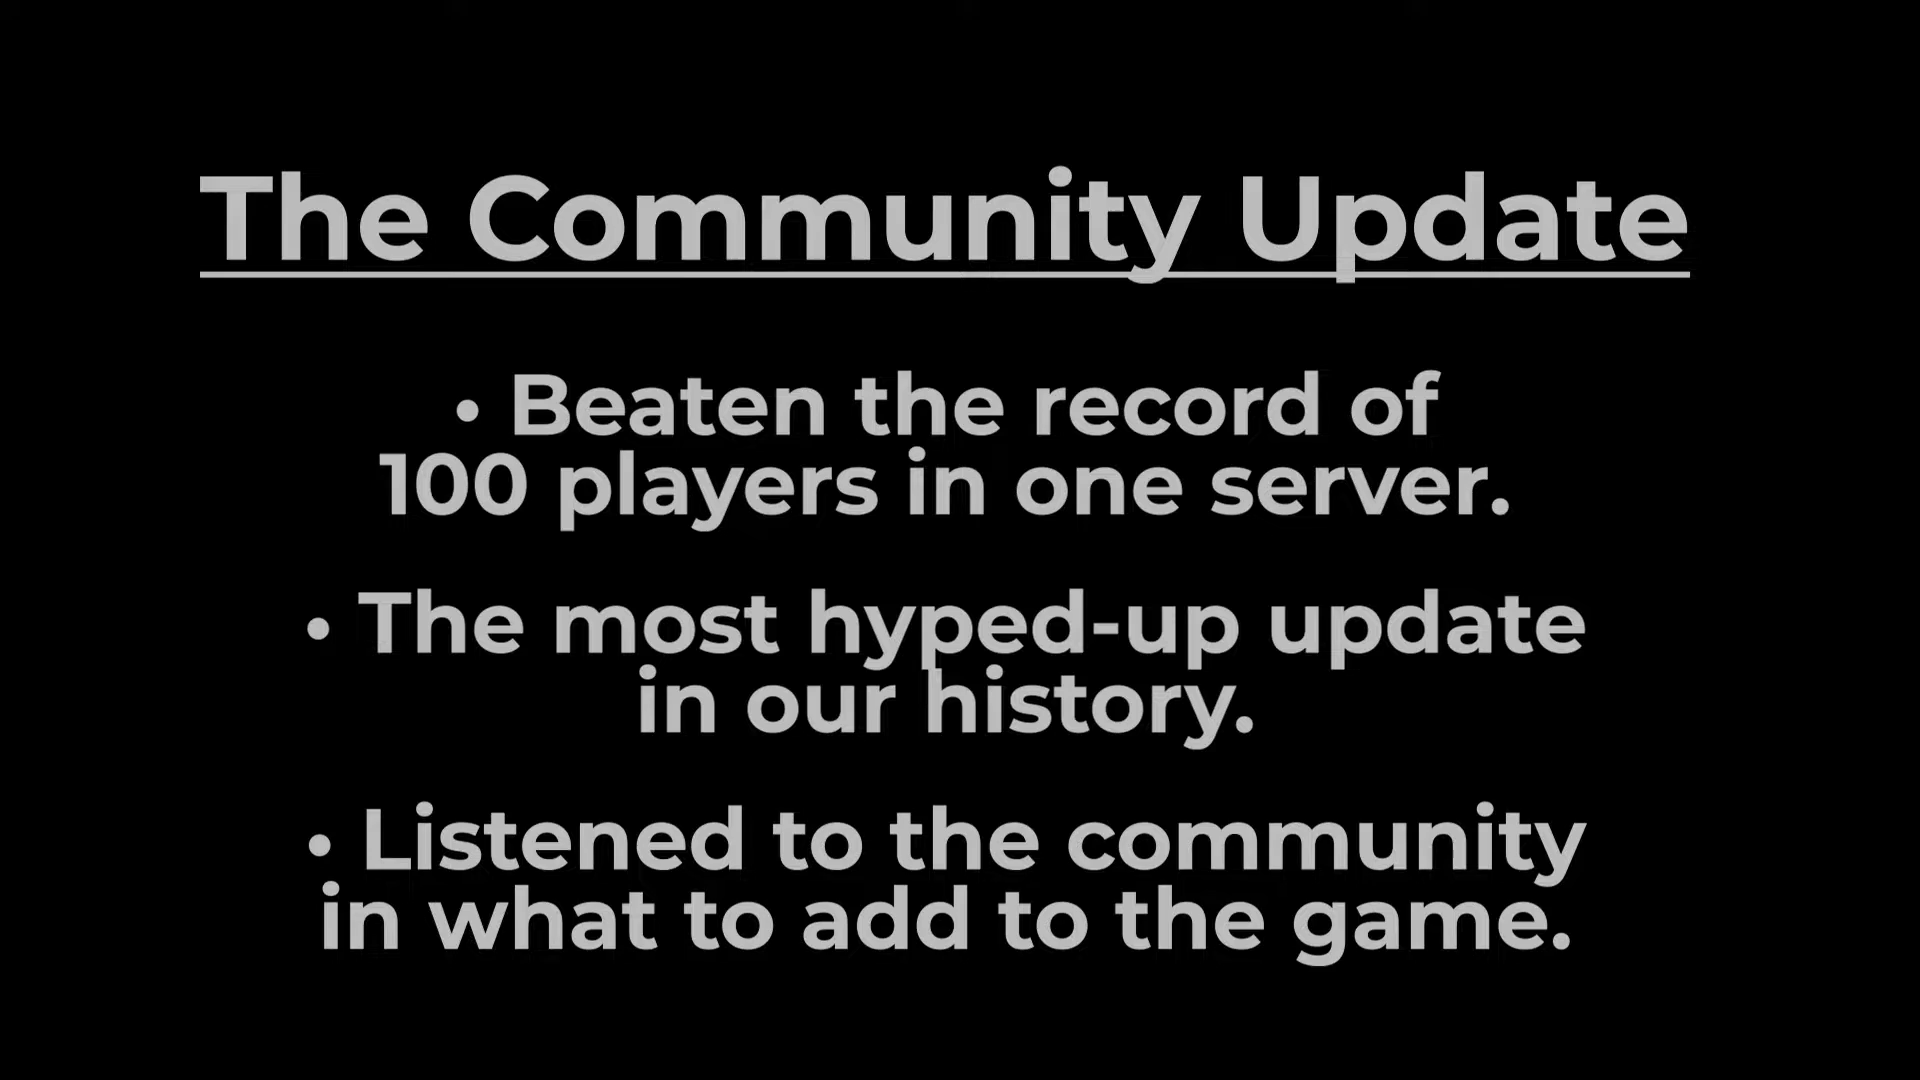 The Community Update
• Beaten the record of
100 players in one server.
• The most hyped-up update
in our history.
• Listened to the community
in what to add to the game.